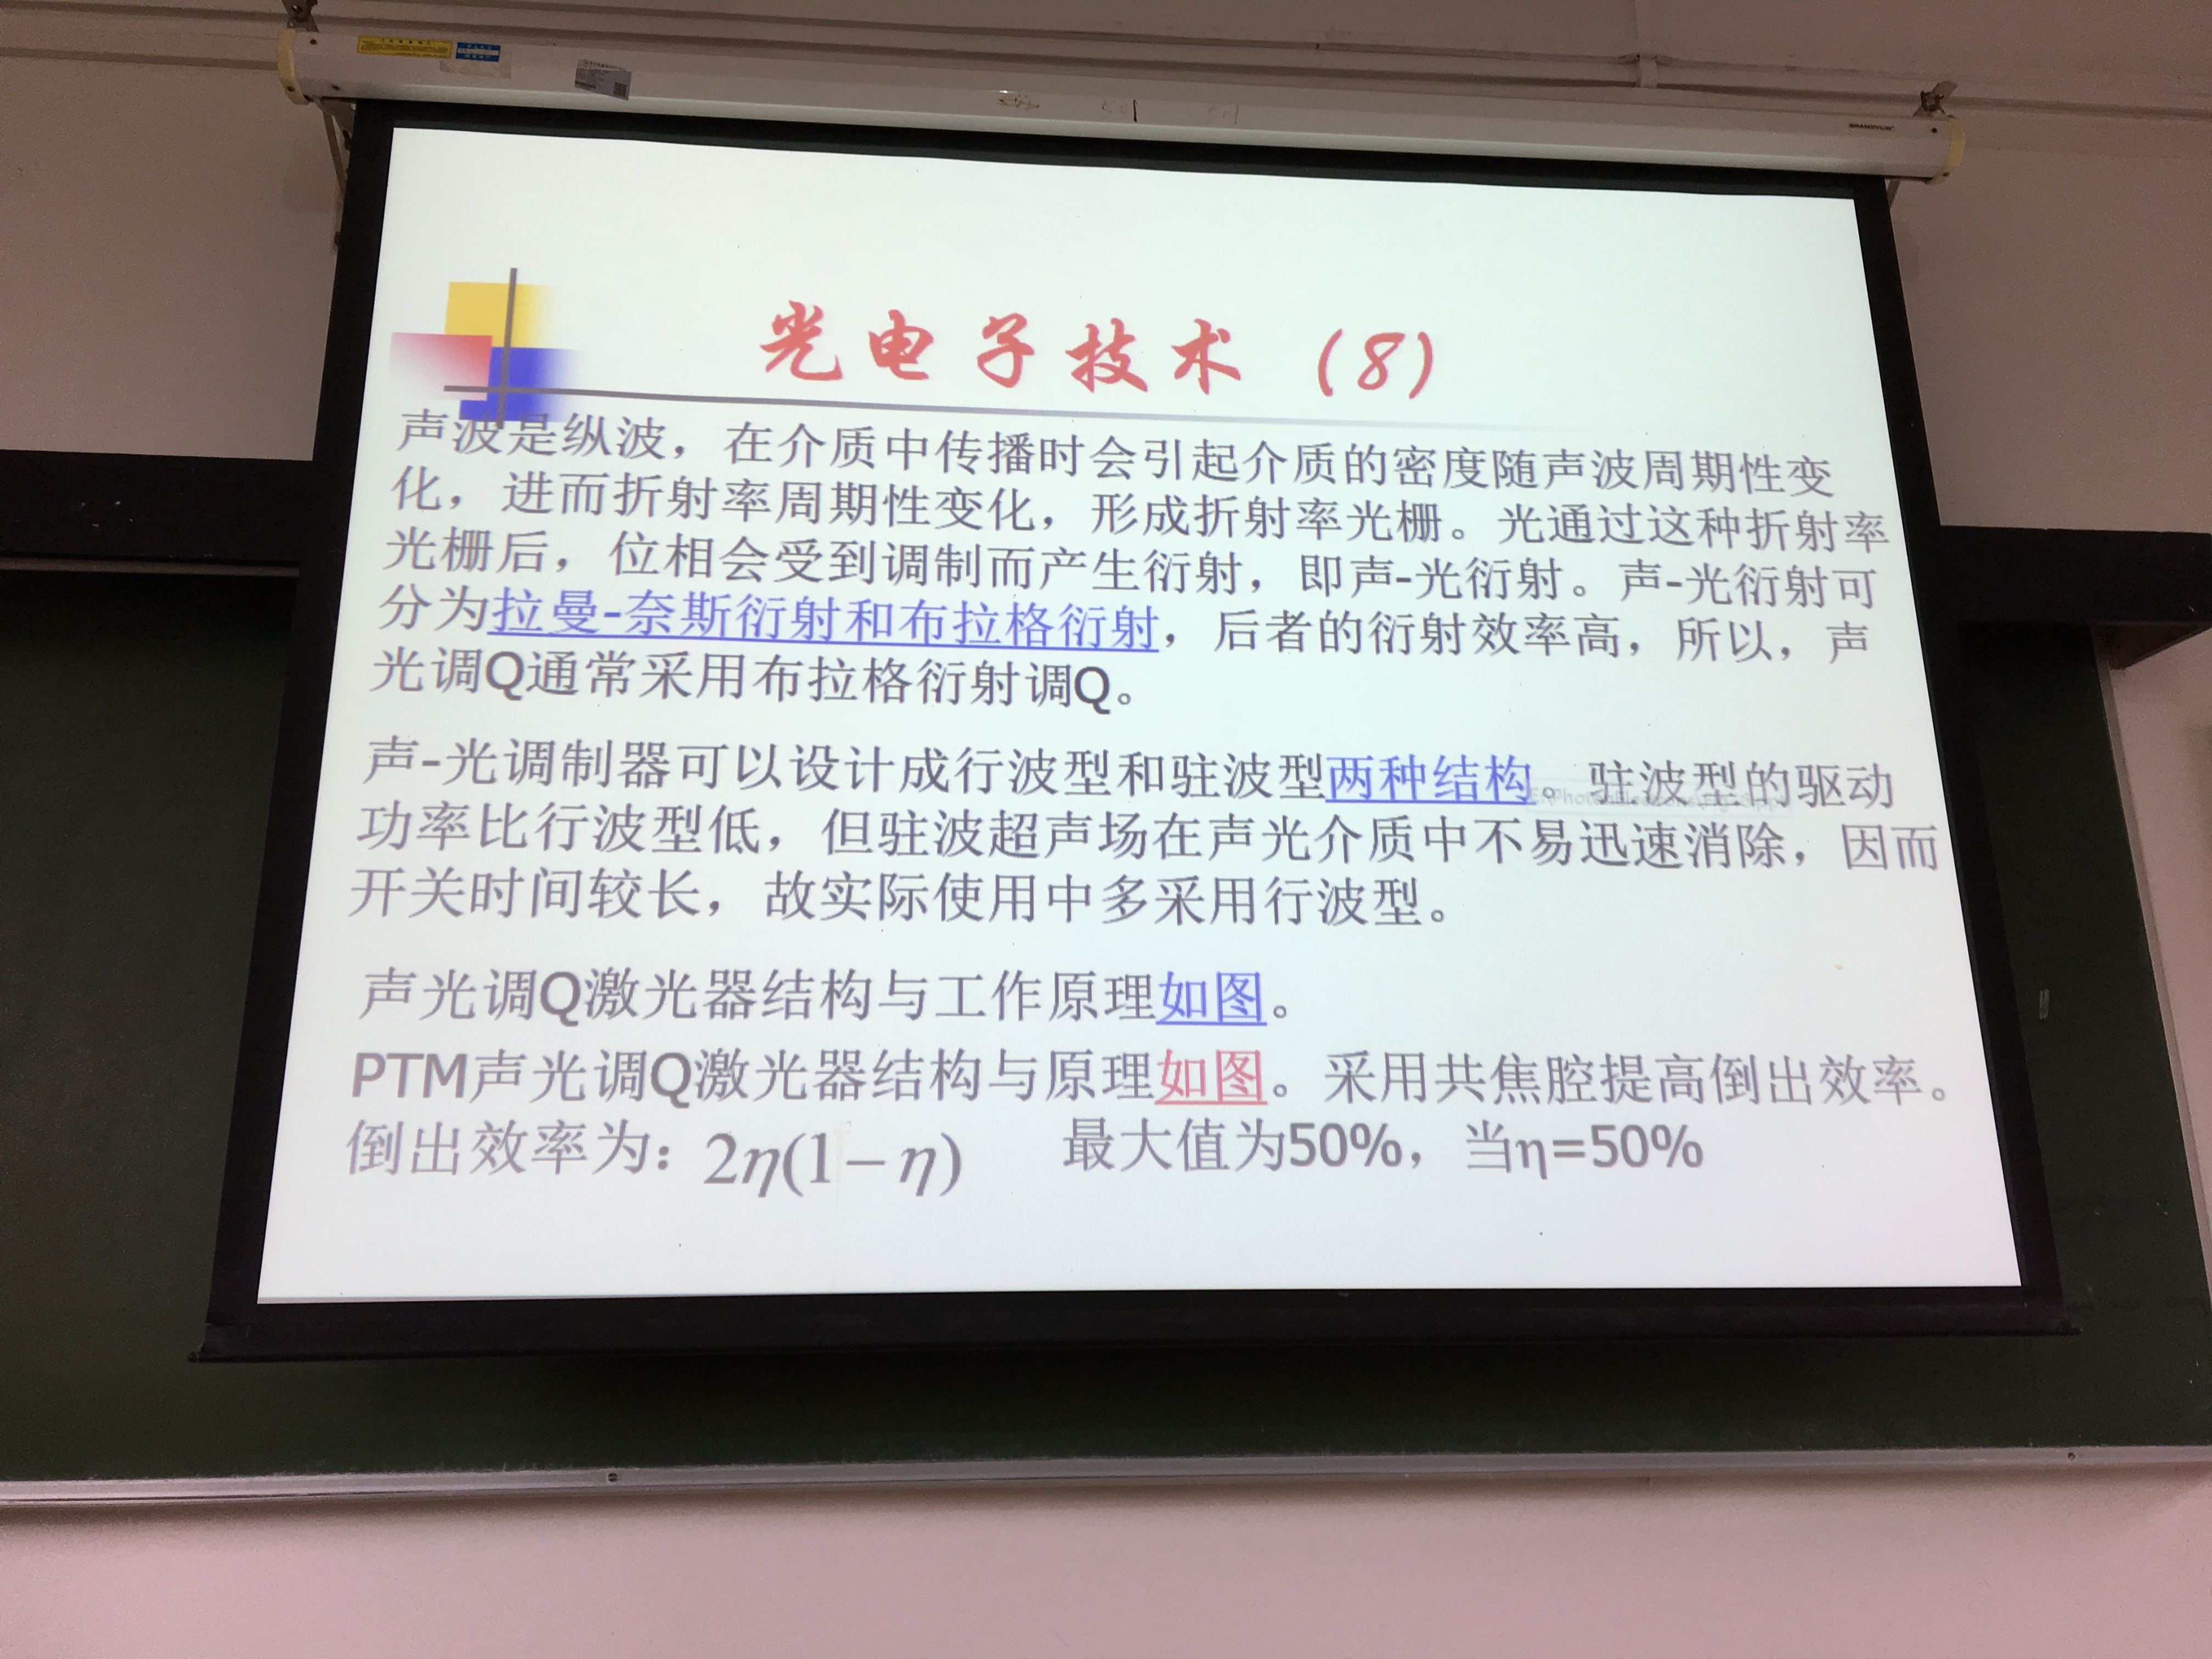 光电子技术（8）
声波是纵波，在介质中传播时会引起介质的密度随声波周期性变
化，进而折射率周期性变化，形成折射率光栅。光通过这种折射率
光栅后，位相会受到调制而产生衍射，即声-光衍射。声-光衍射可
分为拉曼-奈斯衍射和布拉格衍射，后者的衍射效率高，所以，声
光调Q通常采用布拉格衍射调Q。
声-光调制器可以设计成行波型和驻波型两种结构。驻波型的驱动
功率比行波型低，但驻波超声场在声光介质中不易迅速消除，因而
开关时间较长，故实际使用中多采用行波型。
声光调Q激光器结构与工作原理如图。
PTM声光调Q激光器结构与原理如图。采用共焦腔提高倒出效率。
倒出效率为：2η(1−η) 最大值为50%，当η=50%